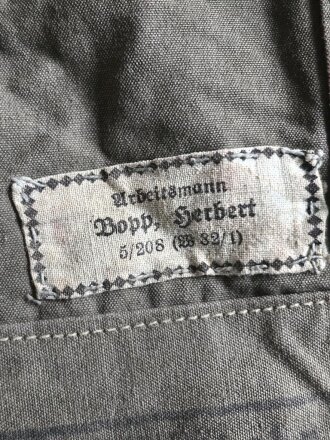 Arbeitsmann
Bopp, Herbert
5/208 (W 32/1)